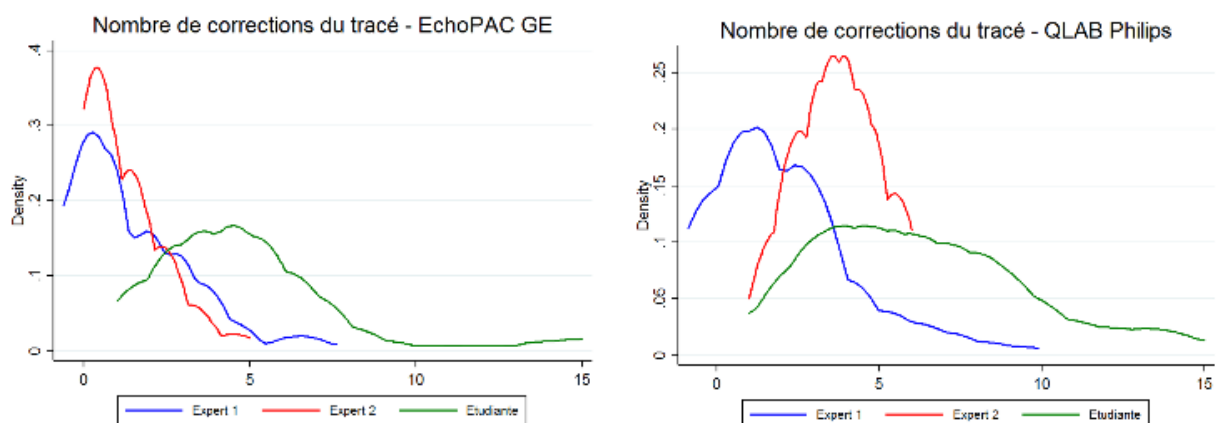 Nombre de corrections du tracé - EchoPAC GE
.4
.3
.2
.1
0
Density
0 5 10 15
Expert 1 Expert 2 Etudiante
Nombre de corrections du tracé - QLAB Philips
.25
.2
.15
.1
.05
0
Density
0 5 10 15
Expert 1 Expert 2 Etudiante